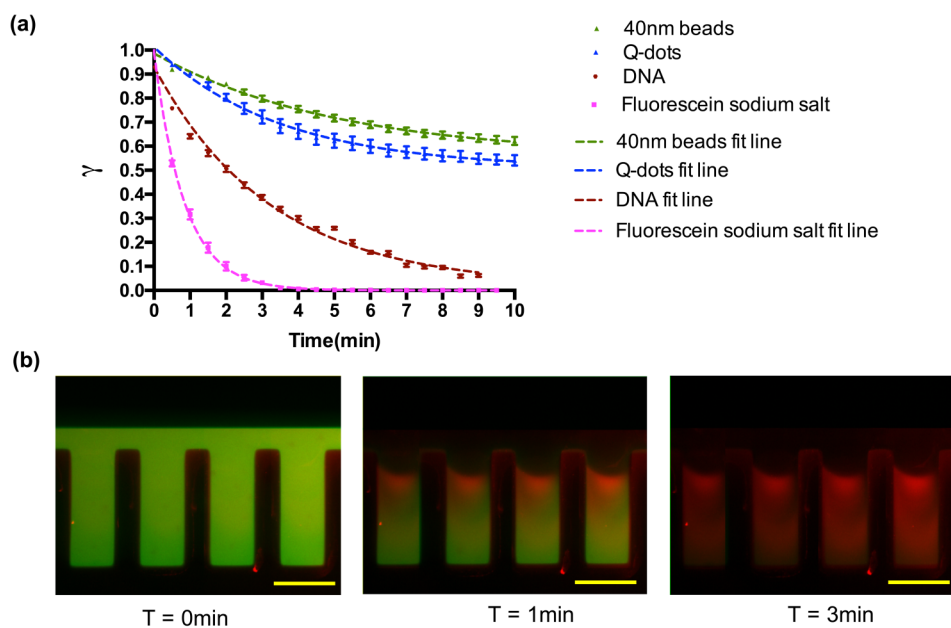 (a)
40nm beads
Q-dots
DNA
Fluorescein sodium salt
40nm beads fit line
Q-dots fit line
DNA fit line
Fluorescein sodium salt fit line
γ
1.0
0.9
0.8
0.7
0.6
0.5
0.4
0.3
0.2
0.1
0.0
0 1 2 3 4 5 6 7 8 9 10
Time(min)
(b)
T = 0min T = 1min T = 3min